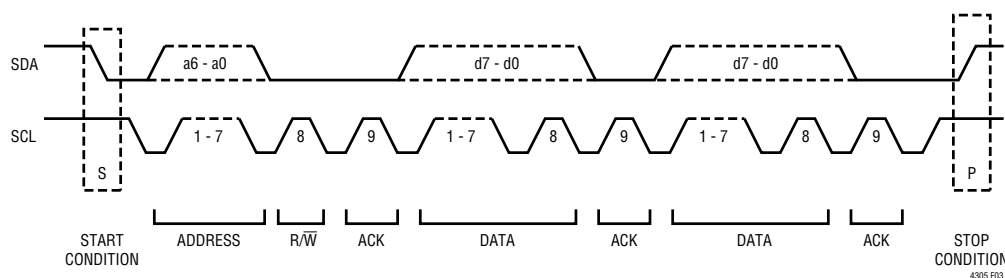 SDA a6 - a0 d7 - d0 d7 - d0
SCL 1 - 7 8 9 1 - 7 8 9 1 - 7 8 9
S P
START CONDITION ADDRESS R/W̅ ACK DATA ACK DATA ACK STOP CONDITION
4305 F03